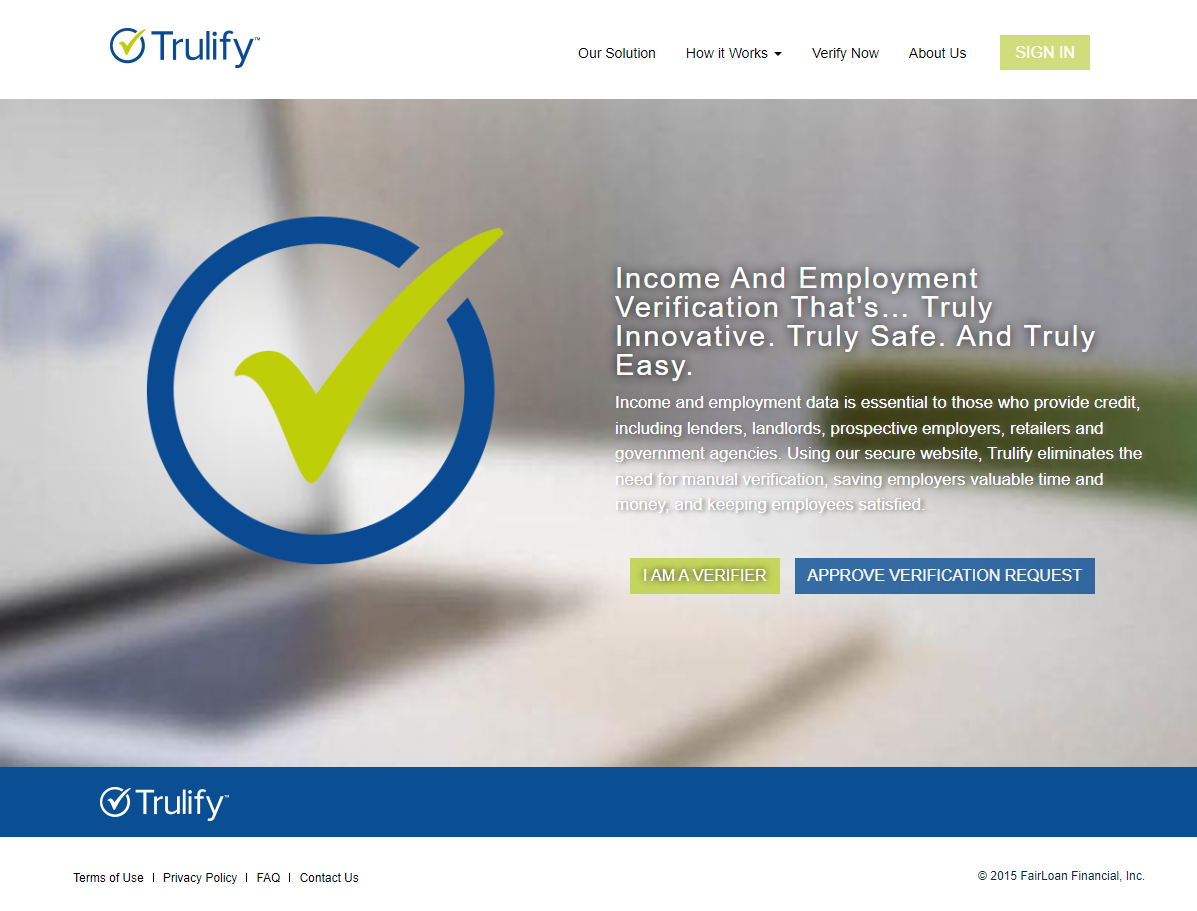 Trulify™
Our Solution
How it Works
Verify Now
About Us
SIGN IN
Income And Employment
Verification That's... Truly
Innovative. Truly Safe. And Truly
Easy.
Income and employment data is essential to those who provide credit,
including lenders, landlords, prospective employers, retailers and
government agencies. Using our secure website, Trulify eliminates the
need for manual verification, saving employers valuable time and
money, and keeping employees satisfied.
I AM A VERIFIER
APPROVE VERIFICATION REQUEST
Trulify™
Terms of Use | Privacy Policy | FAQ | Contact Us
© 2015 FairLoan Financial, Inc.